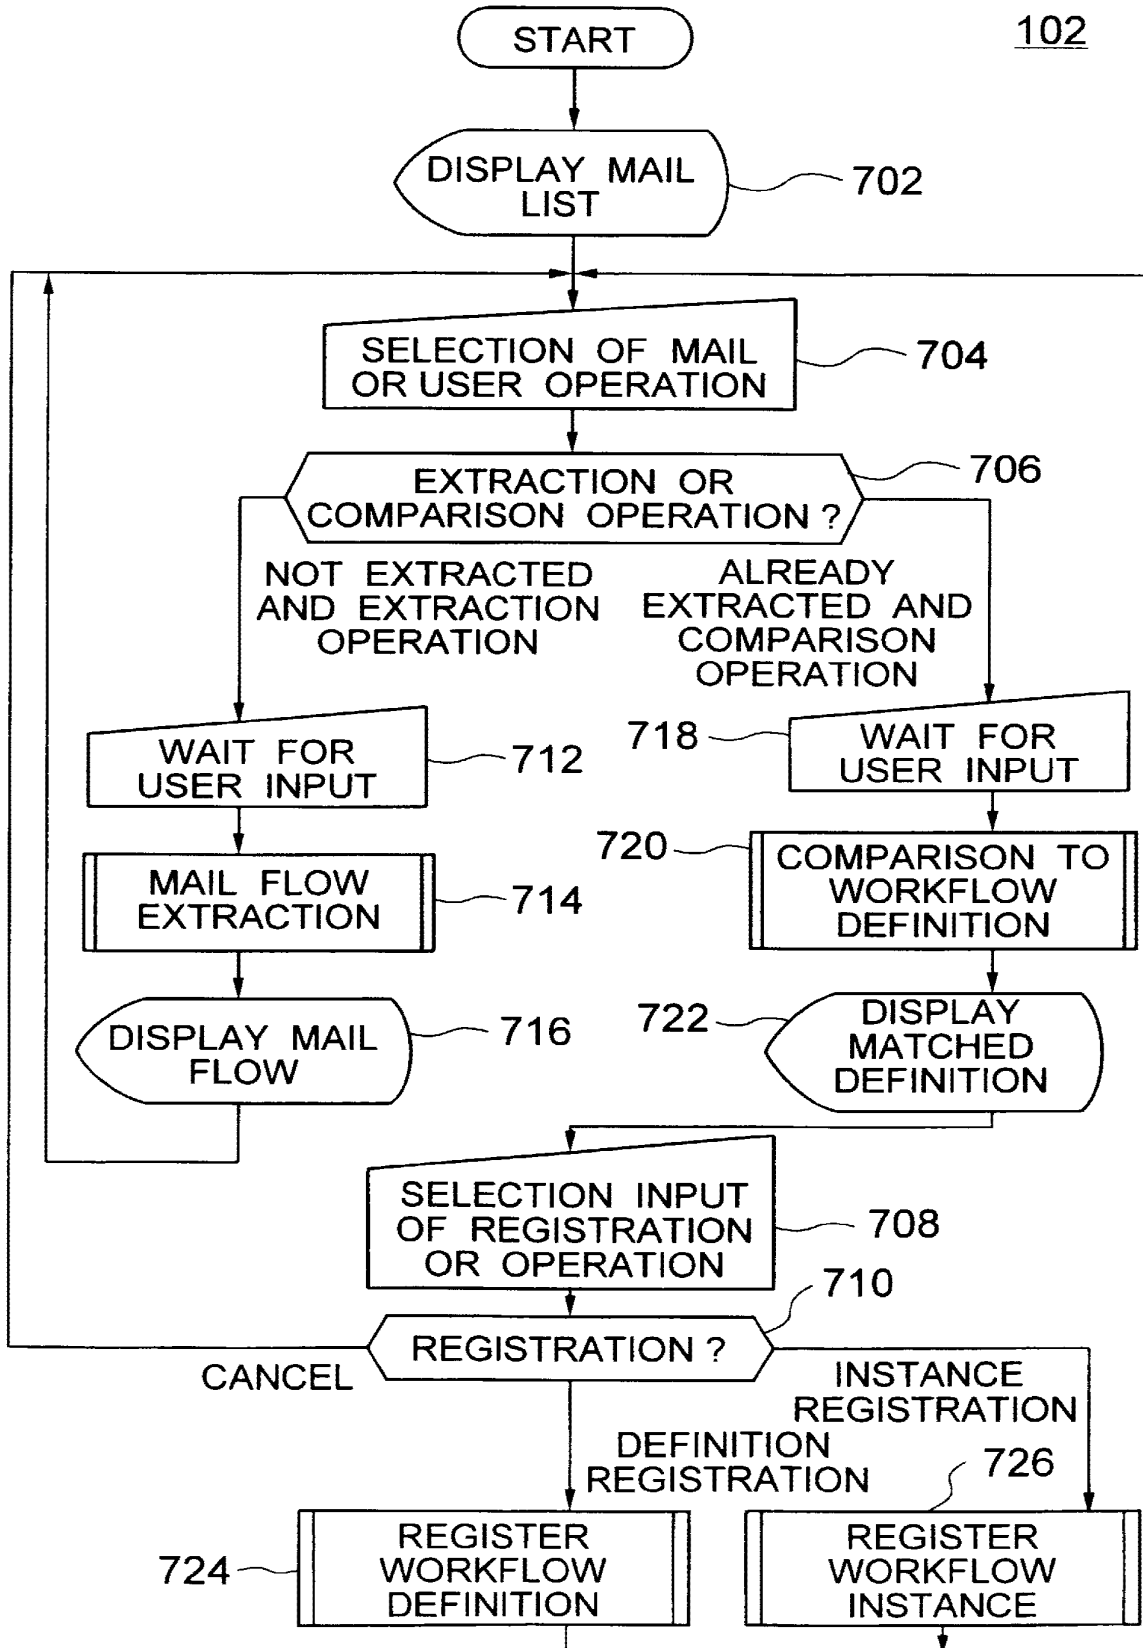 START
102
DISPLAY MAIL
LIST
702
SELECTION OF MAIL
OR USER OPERATION
704
EXTRACTION OR
COMPARISON OPERATION ?
706
NOT EXTRACTED
AND EXTRACTION
OPERATION
ALREADY
EXTRACTED AND
COMPARISON
OPERATION
WAIT FOR
USER INPUT
712
718
WAIT FOR
USER INPUT
MAIL FLOW
EXTRACTION
714
720
COMPARISON TO
WORKFLOW
DEFINITION
DISPLAY MAIL
FLOW
716
722
DISPLAY
MATCHED
DEFINITION
SELECTION INPUT
OF REGISTRATION
OR OPERATION
708
710
REGISTRATION ?
CANCEL
INSTANCE
REGISTRATION
DEFINITION
REGISTRATION
726
724
REGISTER
WORKFLOW
DEFINITION
REGISTER
WORKFLOW
INSTANCE